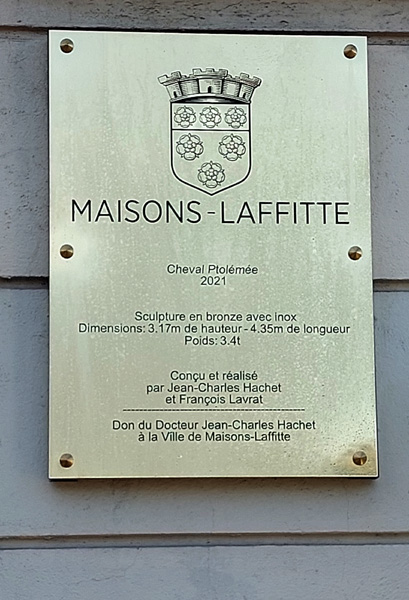 MAISONS-LAFFITTE
Cheval Ptolémée
2021
Sculpture en bronze avec inox
Dimensions: 3.17m de hauteur - 4.35m de longueur
Poids: 3.4t
Conçu et réalisé
par Jean-Charles Hachet
et François Lavrat
Don du Docteur Jean-Charles Hachet
à la Ville de Maisons-Laffitte